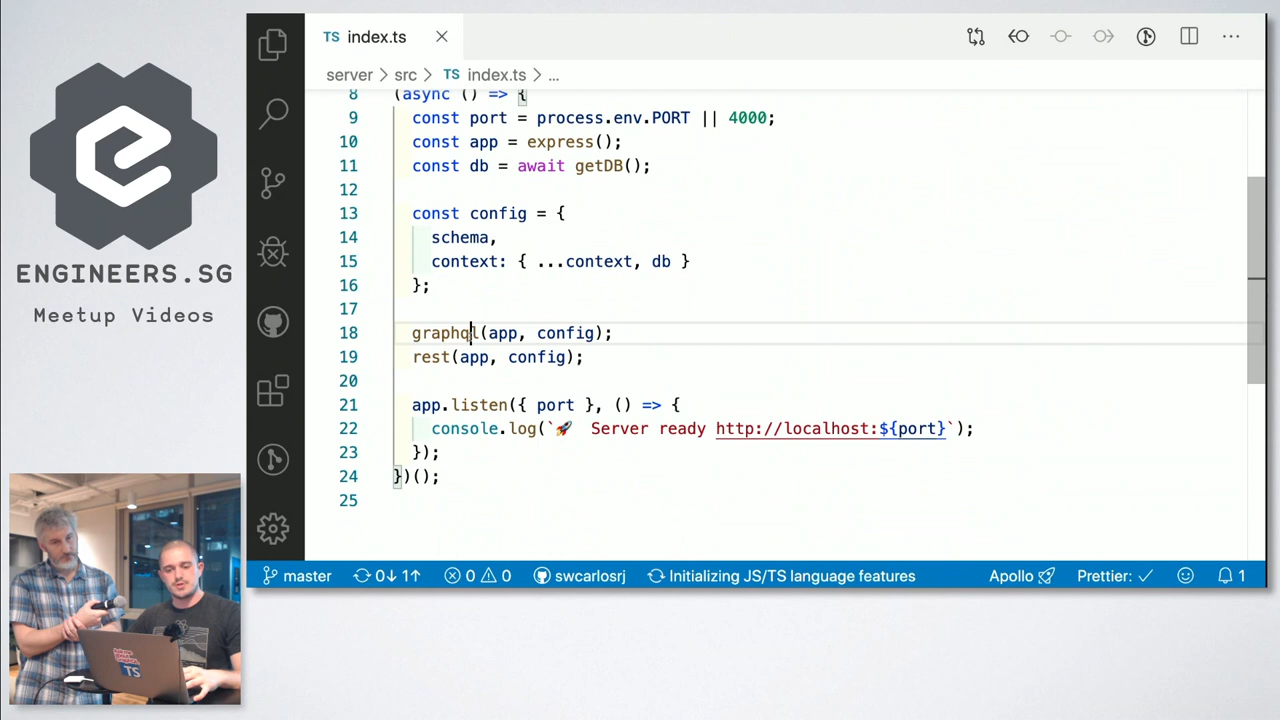 ENGINEERS.SG
Meetup Videos
TS index.ts
server > src > TS index.ts > ...
8 (async () => {
9 const port = process.env.PORT || 4000;
10 const app = express();
11 const db = await getDB();
12
13 const config = {
14 schema,
15 context: { ...context, db }
16 };
17
18 graphql(app, config);
19 rest(app, config);
20
21 app.listen({ port }, () => {
22 console.log(`🚀 Server ready http://localhost:${port}`);
23 });
24 })();
25
master 0↓ 1↑ 0 0 swcarlosrj Initializing JS/TS language features Apollo Prettier: 1
TS